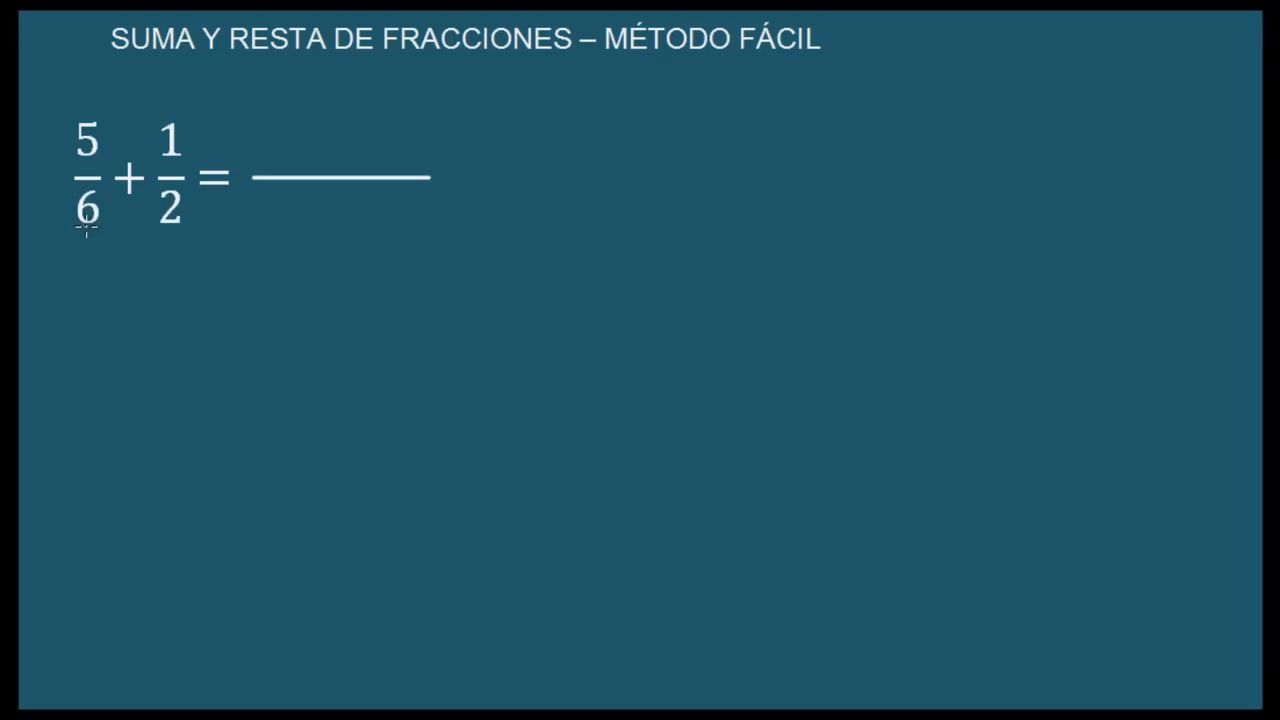 SUMA Y RESTA DE FRACCIONES – MÉTODO FÁCIL
5/6 + 1/2 =